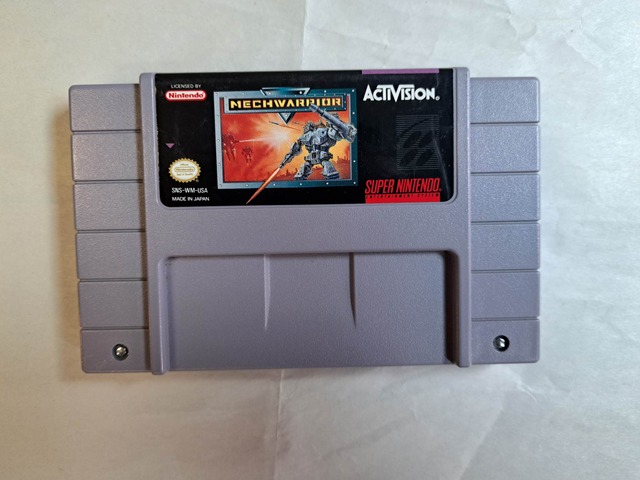 LICENSED BY
Nintendo
MECHWARRIOR
ACTIVISION
SNS-WM-USA
MADE IN JAPAN
SUPER NINTENDO
ENTERTAINMENT SYSTEM